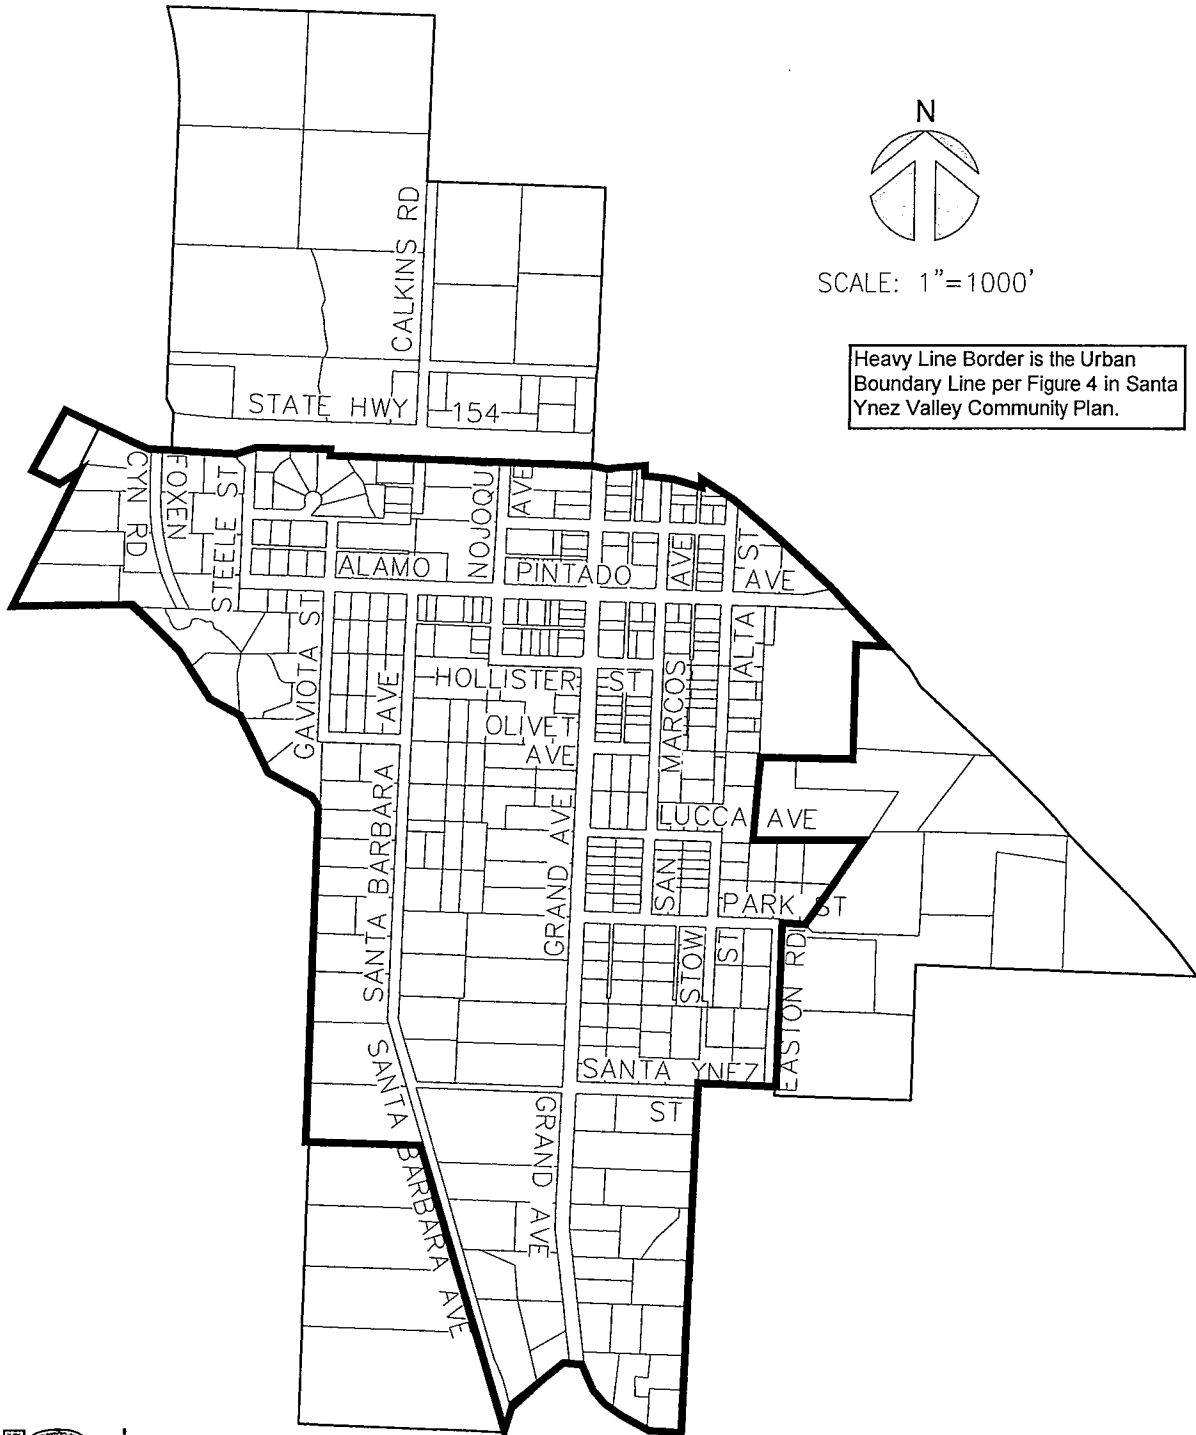 N
SCALE: 1"=1000'
Heavy Line Border is the Urban
Boundary Line per Figure 4 in Santa
Ynez Valley Community Plan.
CALKINS RD
STATE HWY 154
FOXEN
CYN RD
STEELE ST
NOJOQUI
AVE
ALAMO PINTADO AVE
GAVIOTA ST
HOLLISTER ST
OLIVET
AVE
SAN MARCOS AVE
ALTA ST
SANTA BARBARA AVE
LUCCA AVE
GRAND AVE
PARK ST
STOW ST
EASTON RD
SANTA YNEZ
ST
SANTA BARBARA AVE
GRAND AVE